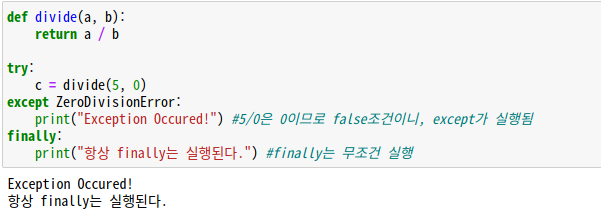 def divide(a, b):
    return a / b

try:
    c = divide(5, 0)
except ZeroDivisionError:
    print("Exception Occured!") #5/0은 0이므로 false조건이니, except가 실행됨
finally:
    print("항상 finally는 실행된다.") #finally는 무조건 실행
Exception Occured!
항상 finally는 실행된다.